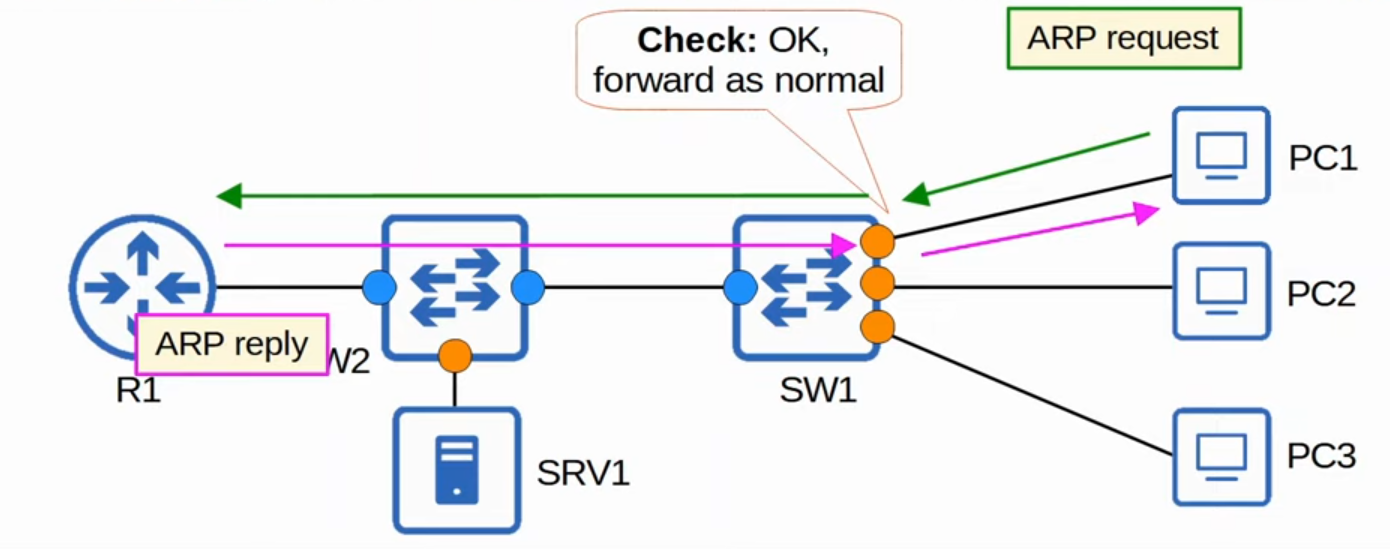 Check: OK,
forward as normal
ARP request
PC1
PC2
ARP reply
W2
R1
SW1
SRV1
PC3